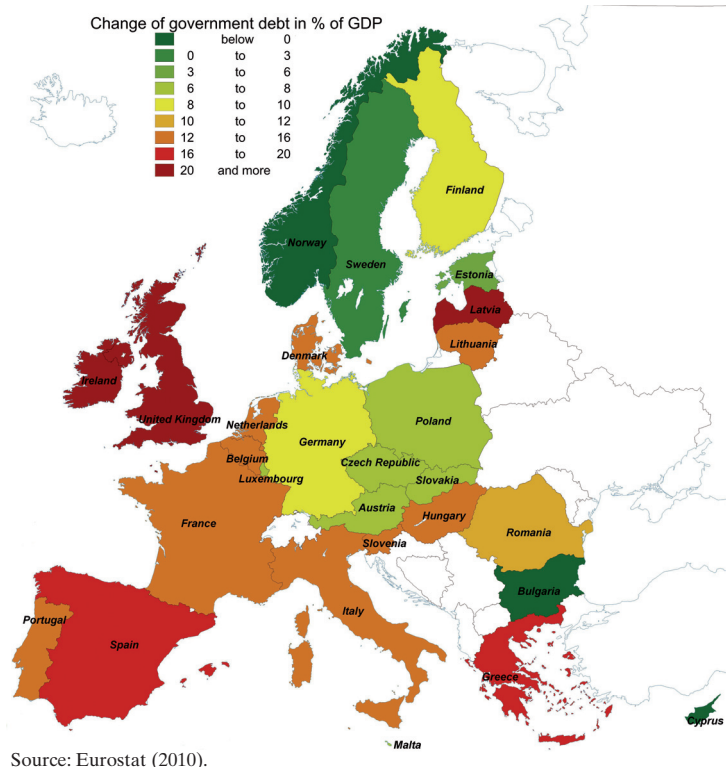 Change of government debt in % of GDP
below 0
0 to 3
3 to 6
6 to 8
8 to 10
10 to 12
12 to 16
16 to 20
20 and more
Finland
Norway
Sweden
Estonia
Latvia
Lithuania
Denmark
Ireland
United Kingdom
Netherlands
Poland
Germany
Belgium
Czech Republic
Luxembourg
Slovakia
Austria
Hungary
France
Romania
Slovenia
Bulgaria
Italy
Portugal
Spain
Greece
Cyprus
Malta
Source: Eurostat (2010).